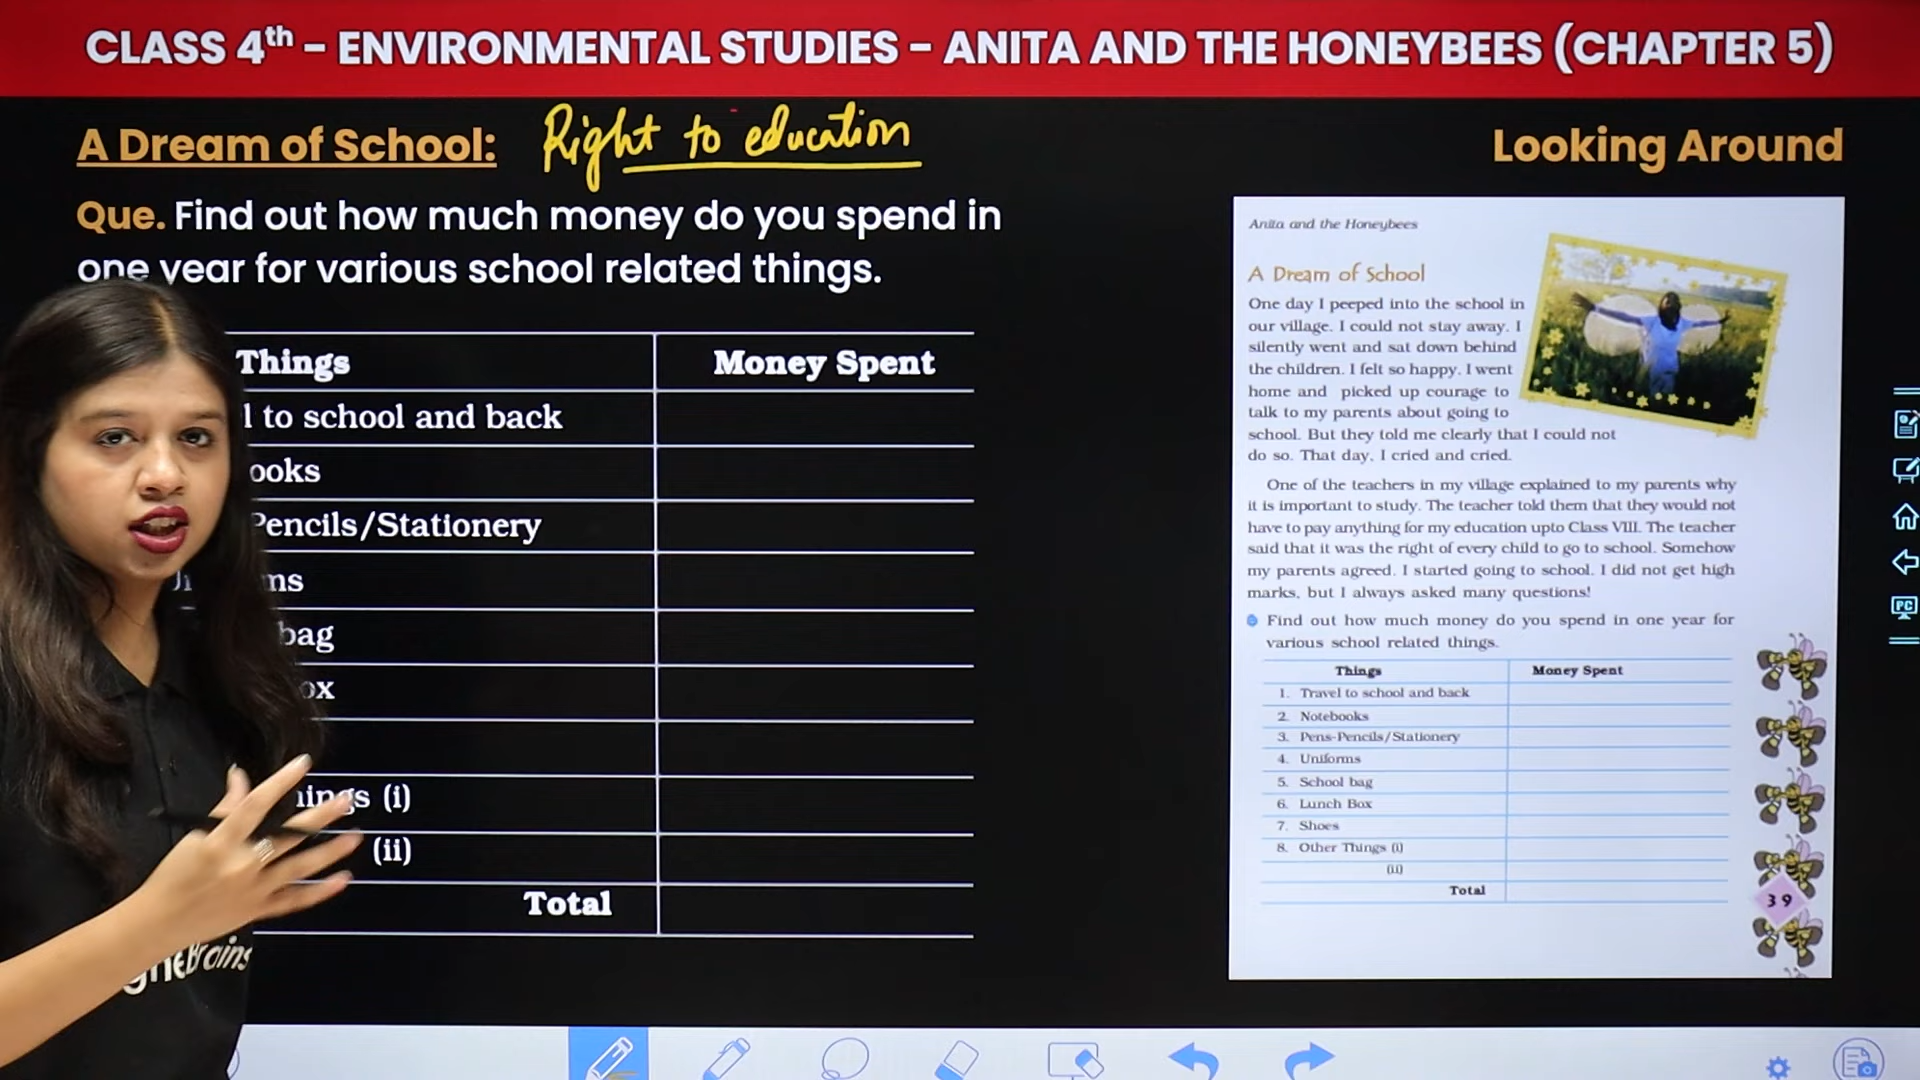 CLASS 4th – ENVIRONMENTAL STUDIES – ANITA AND THE HONEYBEES (CHAPTER 5)
A Dream of School: Right to education
Looking Around
Que. Find out how much money do you spend in
one year for various school related things.
Things Money Spent
l to school and back
ooks
Pencils/Stationery
ms
bag
ox
hings (i)
(ii)
Total
Brains
Anita and the Honeybees
A Dream of School
One day I peeped into the school in
our village. I could not stay away. I
silently went and sat down behind
the children. I felt so happy. I went
home and picked up courage to
talk to my parents about going to
school. But they told me clearly that I could not
do so. That day, I cried and cried.
One of the teachers in my village explained to my parents why
it is important to study. The teacher told them that they would not
have to pay anything for my education upto Class VIII. The teacher
said that it was the right of every child to go to school. Somehow
my parents agreed. I started going to school. I did not get high
marks, but I always asked many questions!
Find out how much money do you spend in one year for
various school related things.
Things Money Spent
1. Travel to school and back
2. Notebooks
3. Pens-Pencils/Stationery
4. Uniforms
5. School bag
6. Lunch Box
7. Shoes
8. Other Things (i)
(ii)
Total
39
PC